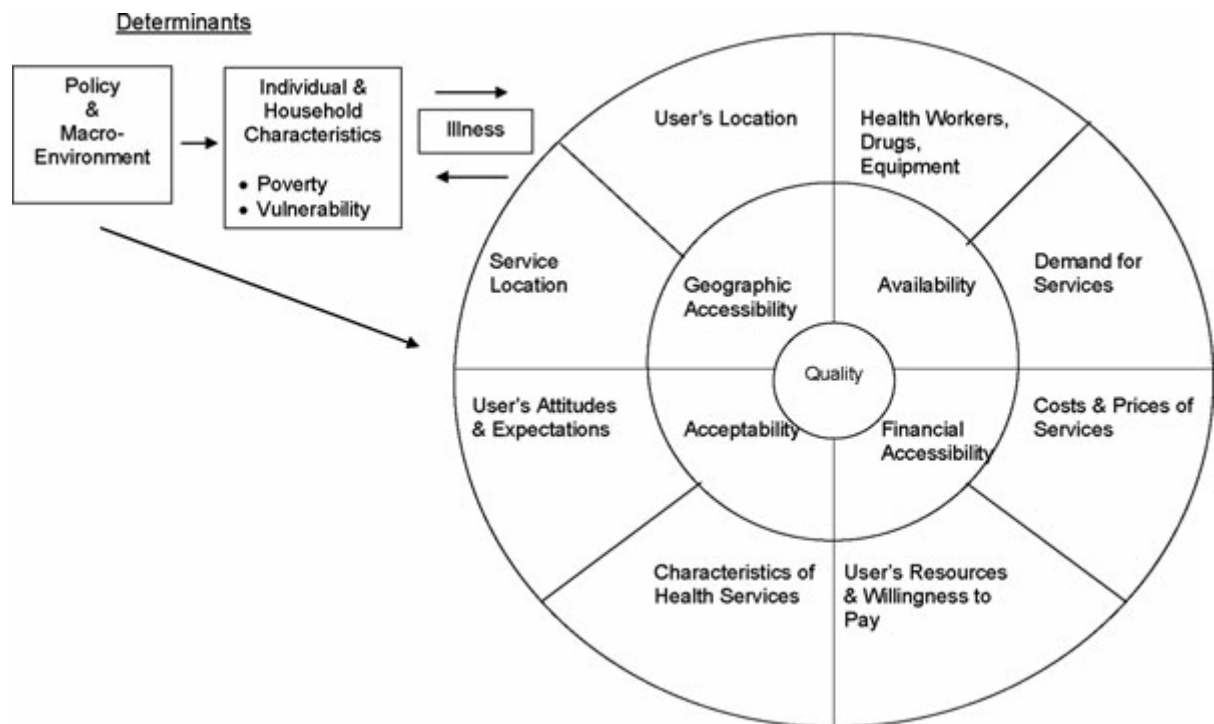 Determinants
Policy
&
Macro-
Environment
Individual &
Household
Characteristics
• Poverty
• Vulnerability
Illness
User's Location
Health Workers,
Drugs,
Equipment
Service
Location
Geographic
Accessibility
Availability
Demand for
Services
Quality
User's Attitudes
& Expectations
Acceptability
Financial
Accessibility
Costs & Prices of
Services
Characteristics of
Health Services
User's Resources
& Willingness to
Pay